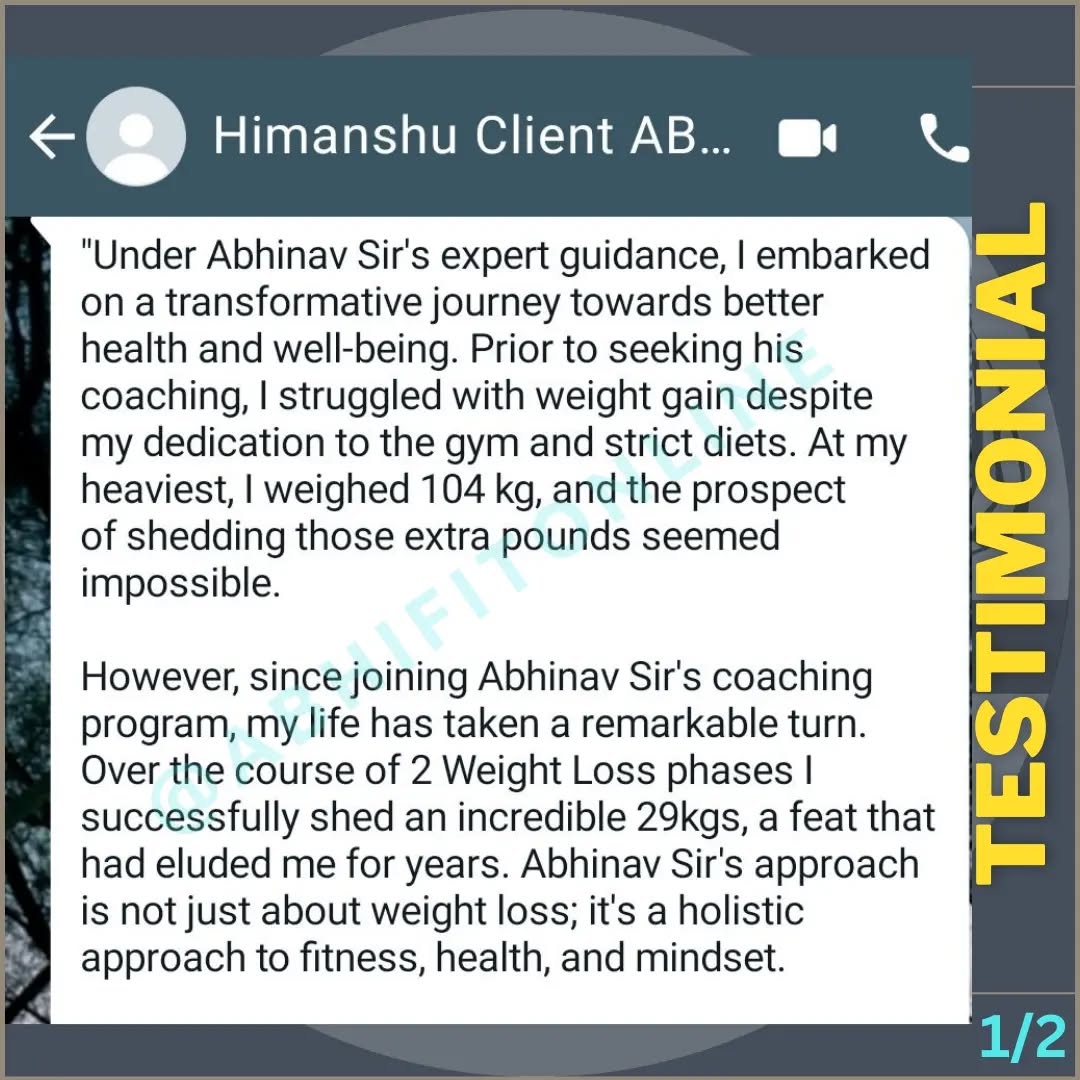 Himanshu Client AB...
"Under Abhinav Sir's expert guidance, I embarked
on a transformative journey towards better
health and well-being. Prior to seeking his
coaching, I struggled with weight gain despite
my dedication to the gym and strict diets. At my
heaviest, I weighed 104 kg, and the prospect
of shedding those extra pounds seemed
impossible.
However, since joining Abhinav Sir's coaching
program, my life has taken a remarkable turn.
Over the course of 2 Weight Loss phases I
successfully shed an incredible 29kgs, a feat that
had eluded me for years. Abhinav Sir's approach
is not just about weight loss; it's a holistic
approach to fitness, health, and mindset.
@ABHIFITONLINE
TESTIMONIAL
1/2